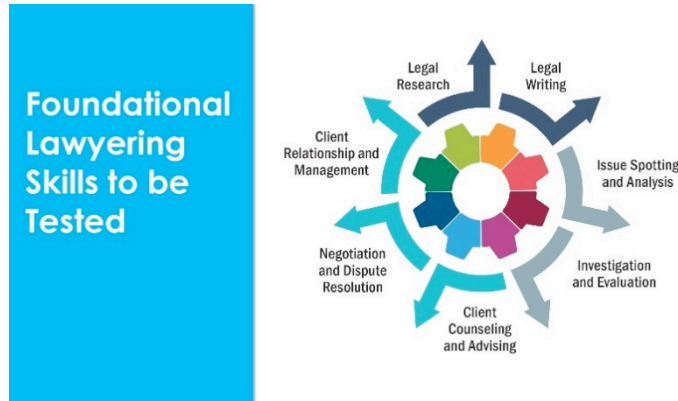 Foundational
Lawyering
Skills to be
Tested
Legal
Research
Legal
Writing
Issue Spotting
and Analysis
Investigation
and Evaluation
Client
Counseling
and Advising
Negotiation
and Dispute
Resolution
Client
Relationship and
Management